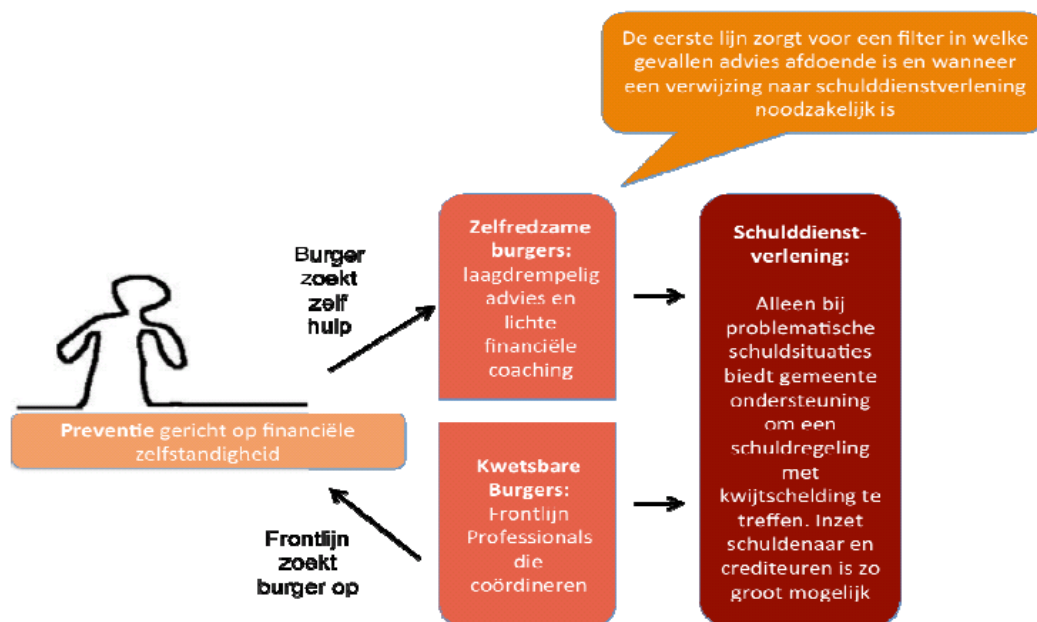 De eerste lijn zorgt voor een filter in welke
gevallen advies afdoende is en wanneer
een verwijzing naar schulddienstverlening
noodzakelijk is
Burger
zoekt
zelf
hulp
Zelfredzame
burgers:
laagdrempelig
advies en
lichte
financiële
coaching
Schulddienst-
verlening:
Alleen bij
problematische
schuldsituaties
biedt gemeente
ondersteuning
om een
schuldregeling
met
kwijtschelding te
treffen. Inzet
schuldenaar en
crediteuren is zo
groot mogelijk
Preventie gericht op financiële
zelfstandigheid
Frontlijn
zoekt
burger op
Kwetsbare
Burgers:
Frontlijn
Professionals
die
coördineren